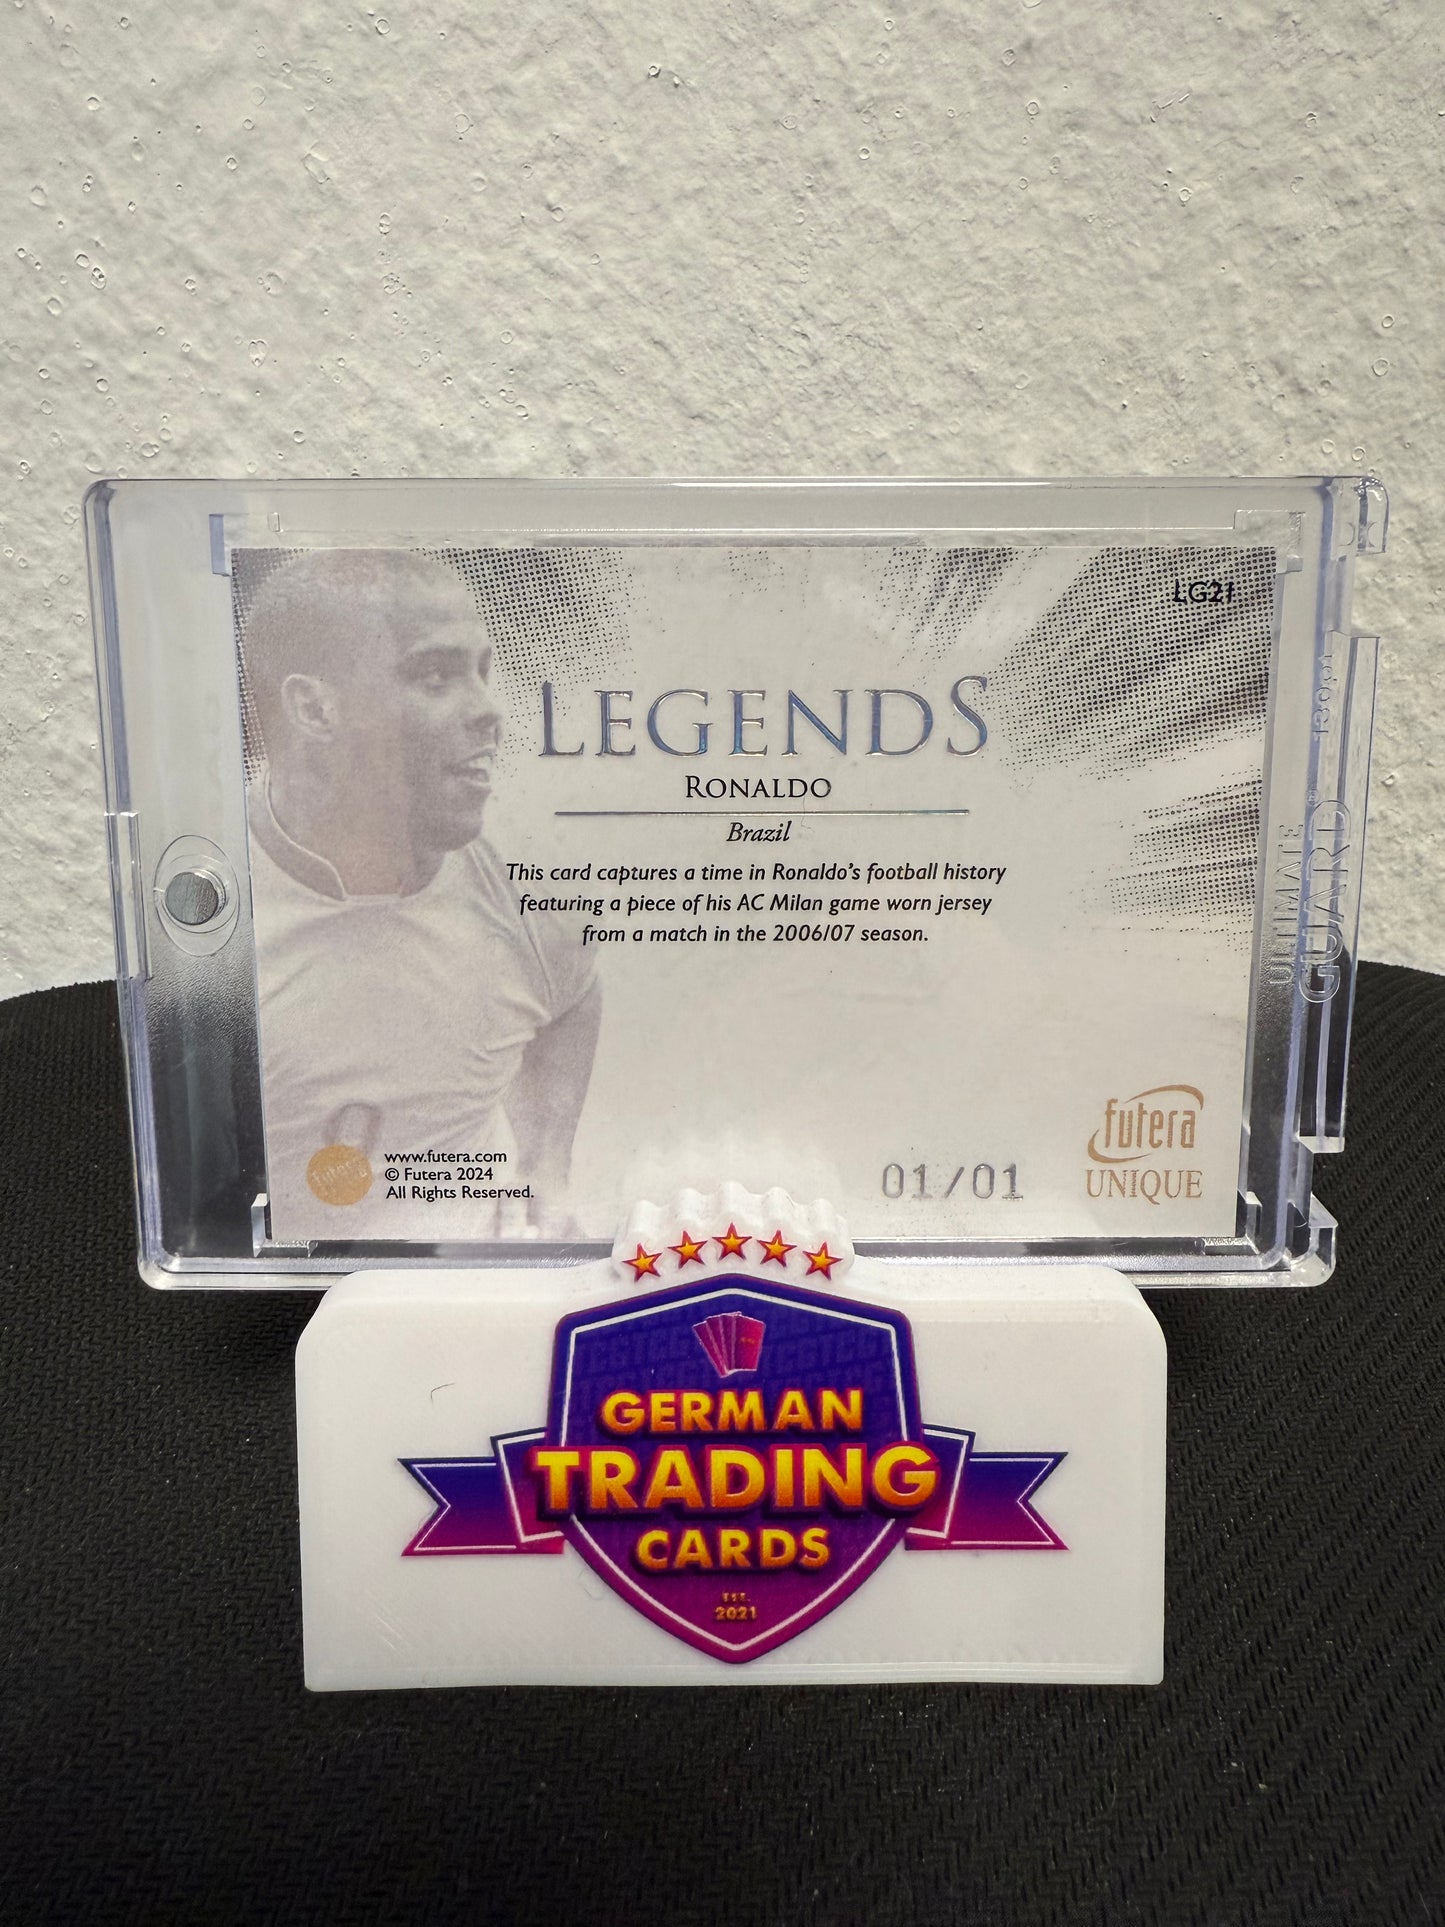 LG21
LEGENDS
RONALDO
Brazil
This card captures a time in Ronaldo's football history
featuring a piece of his AC Milan game worn jersey
from a match in the 2006/07 season.
ULTIMATE
GUARD
futera
www.futera.com
© Futera 2024
All Rights Reserved.
01/01
futera
UNIQUE
GERMAN
TRADING
CARDS
EST.
2021